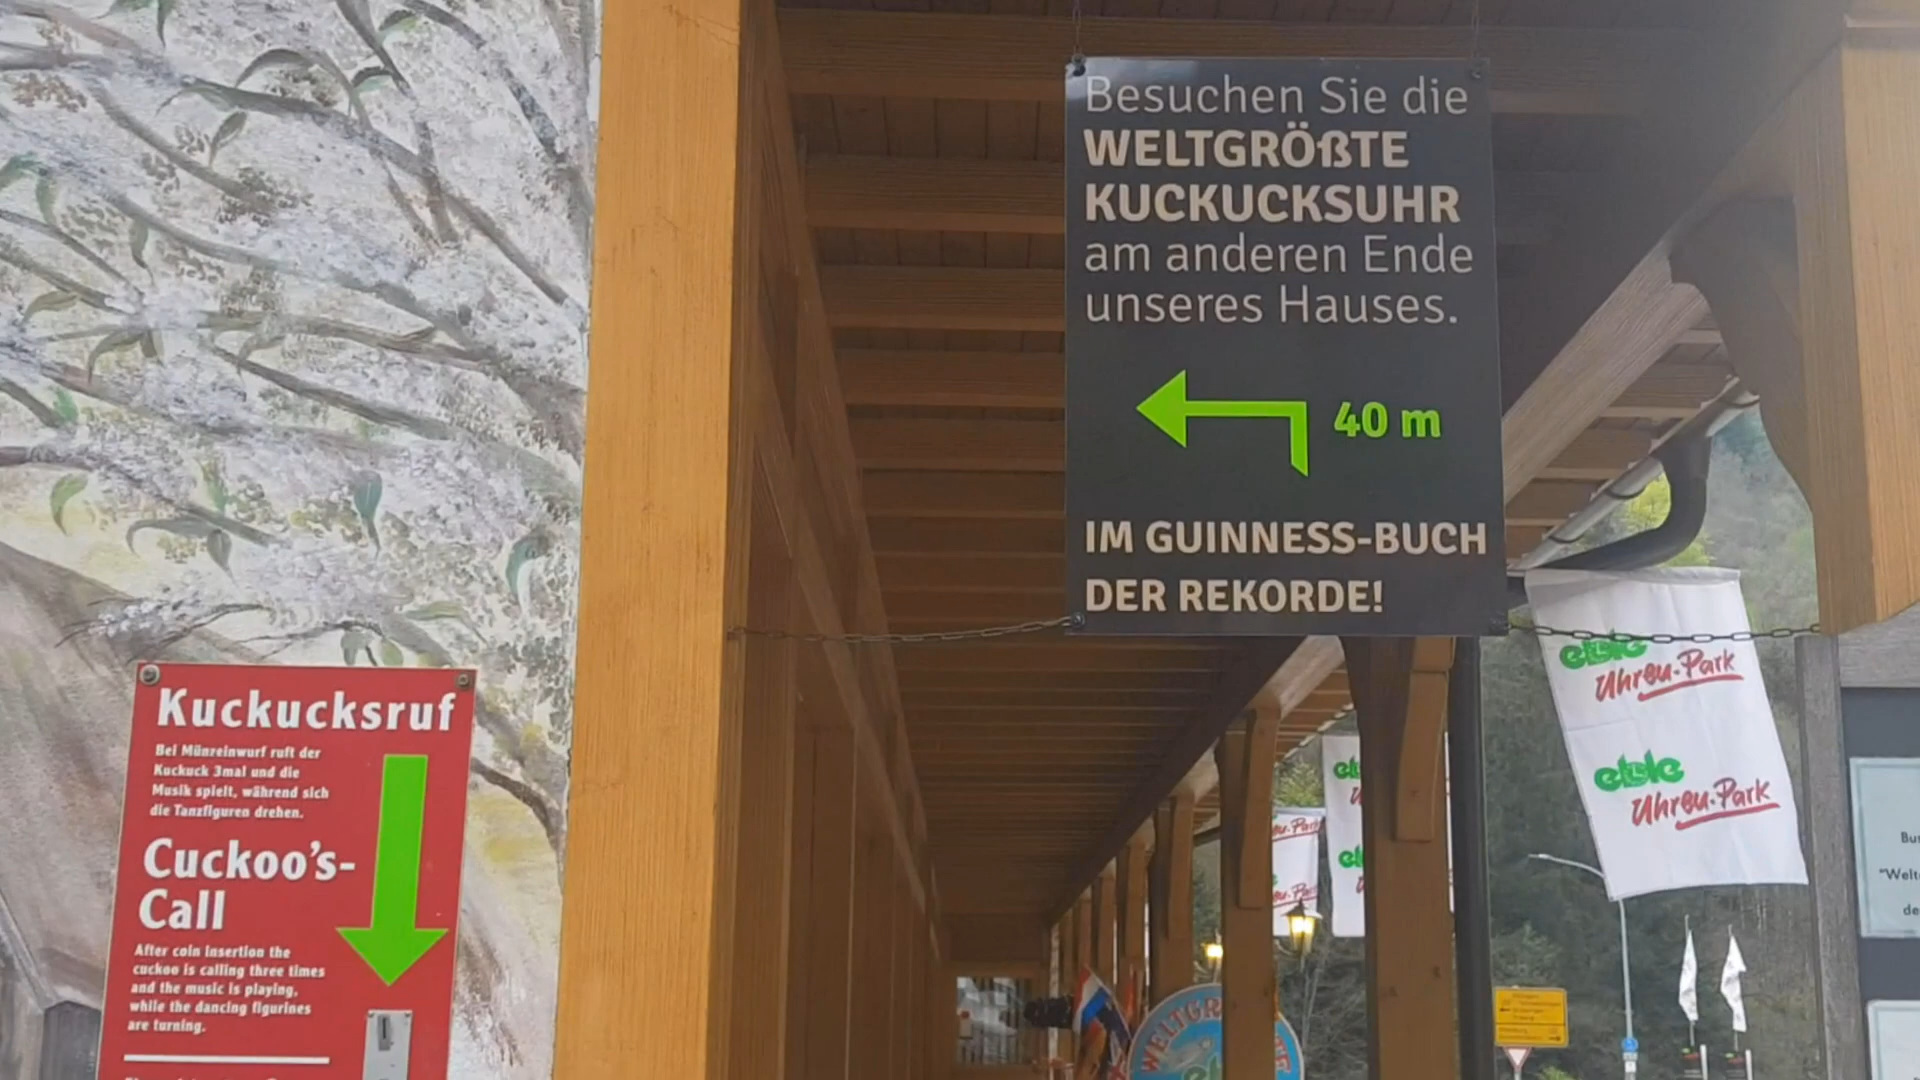 Besuchen Sie die
WELTGRÖßTE
KUCKUCKSUHR
am anderen Ende
unseres Hauses.
40 m
IM GUINNESS-BUCH
DER REKORDE!
Kuckucksruf
Bei Münzeinwurf ruft der
Kuckuck 3mal und die
Musik spielt, während sich
die Tanzfiguren drehen.
Cuckoo's-
Call
After coin insertion the
cuckoo is calling three times
and the music is playing,
while the dancing figurines
are turning.
eble
Uhren-Park
eble
Uhren-Park